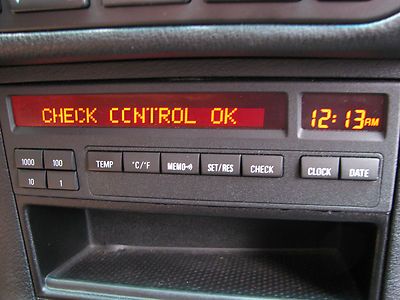 CHECK CONTROL OK
12:13AM
1000 100
TEMP °C/°F MEMO SET/RES CHECK CLOCK DATE
10 1